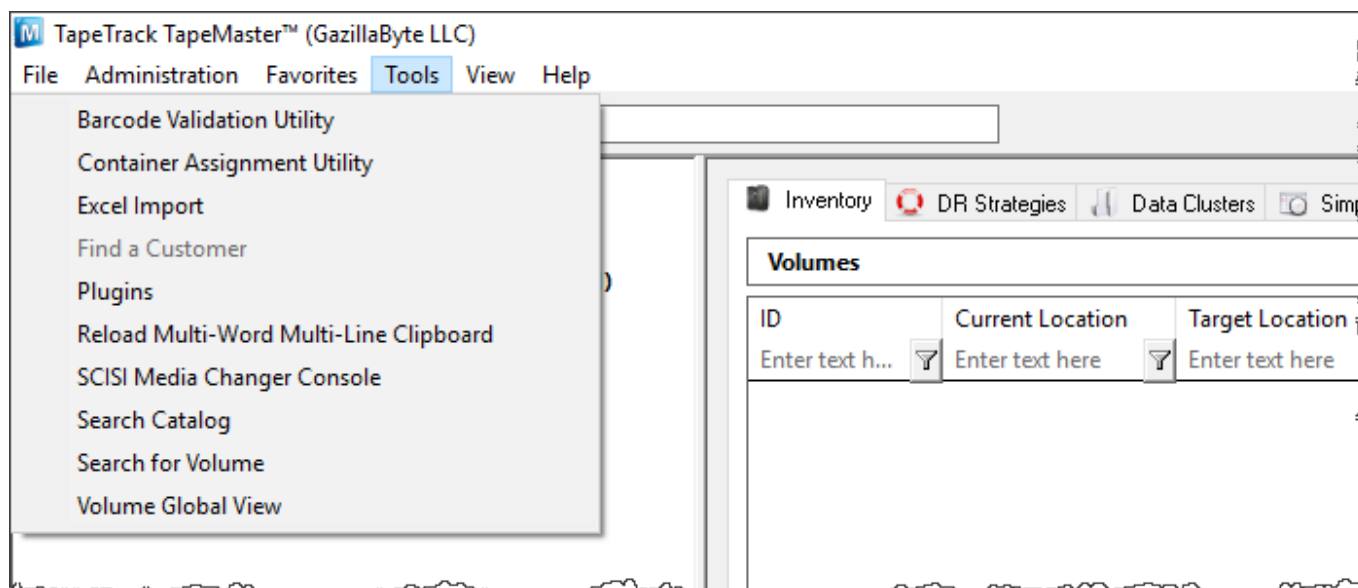 TapeTrack TapeMaster™ (GazillaByte LLC)
File Administration Favorites Tools View Help
Barcode Validation Utility
Container Assignment Utility
Excel Import
Find a Customer
Plugins
Reload Multi-Word Multi-Line Clipboard
SCISI Media Changer Console
Search Catalog
Search for Volume
Volume Global View
)
Inventory DR Strategies Data Clusters Simp
Volumes
ID Current Location Target Location
Enter text h... Enter text here Enter text here